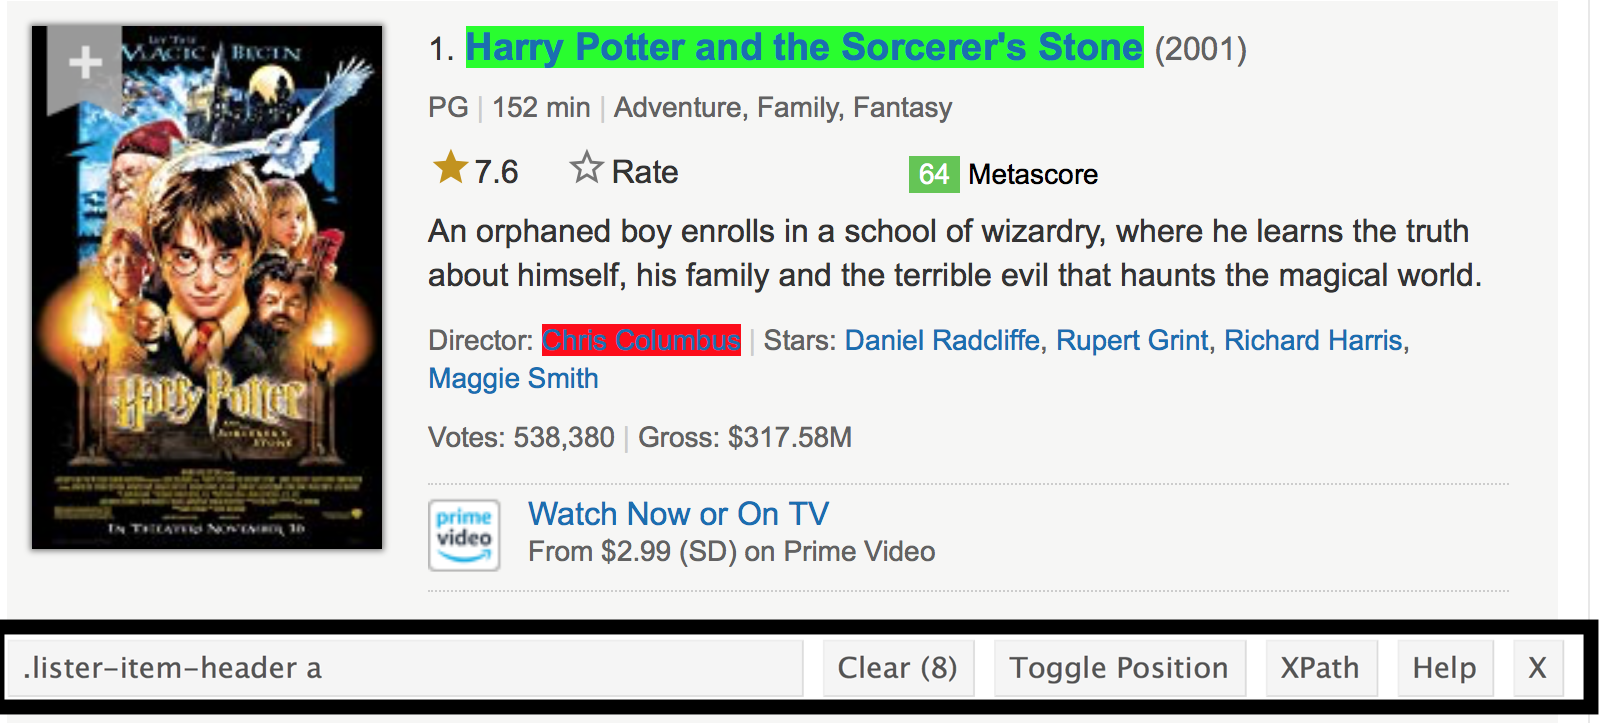 LET THE
MAGIC BEGIN
Harry Potter
AND THE
SORCERER'S STONE
IN THEATERS NOVEMBER 16
1. Harry Potter and the Sorcerer's Stone (2001)
PG | 152 min | Adventure, Family, Fantasy
7.6 Rate 64 Metascore
An orphaned boy enrolls in a school of wizardry, where he learns the truth
about himself, his family and the terrible evil that haunts the magical world.
Director: Chris Columbus | Stars: Daniel Radcliffe, Rupert Grint, Richard Harris,
Maggie Smith
Votes: 538,380 | Gross: $317.58M
prime
video
Watch Now or On TV
From $2.99 (SD) on Prime Video
.lister-item-header a Clear (8) Toggle Position XPath Help X